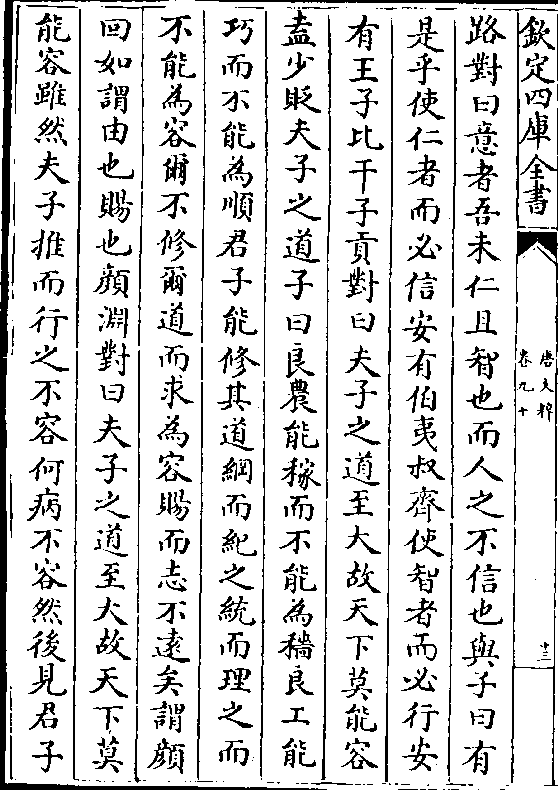 欽定四庫全書
唐文粹
卷九十
十三
路對曰意者吾未仁且智也而人之不信也與子曰有
是乎使仁者而必信安有伯夷叔齊使智者而必行安
有王子比干子貢對曰夫子之道至大故天下莫能容
盍少貶夫子之道子曰良農能稼而不能為穡良工能
巧而不能為順君子能修其道綱而紀之統而理之而
不能為容爾不修爾道而求為容賜而志不遠矣謂顔
回如謂由也賜也顔淵對曰夫子之道至大故天下莫
能容雖然夫子推而行之不容何病不容然後見君子